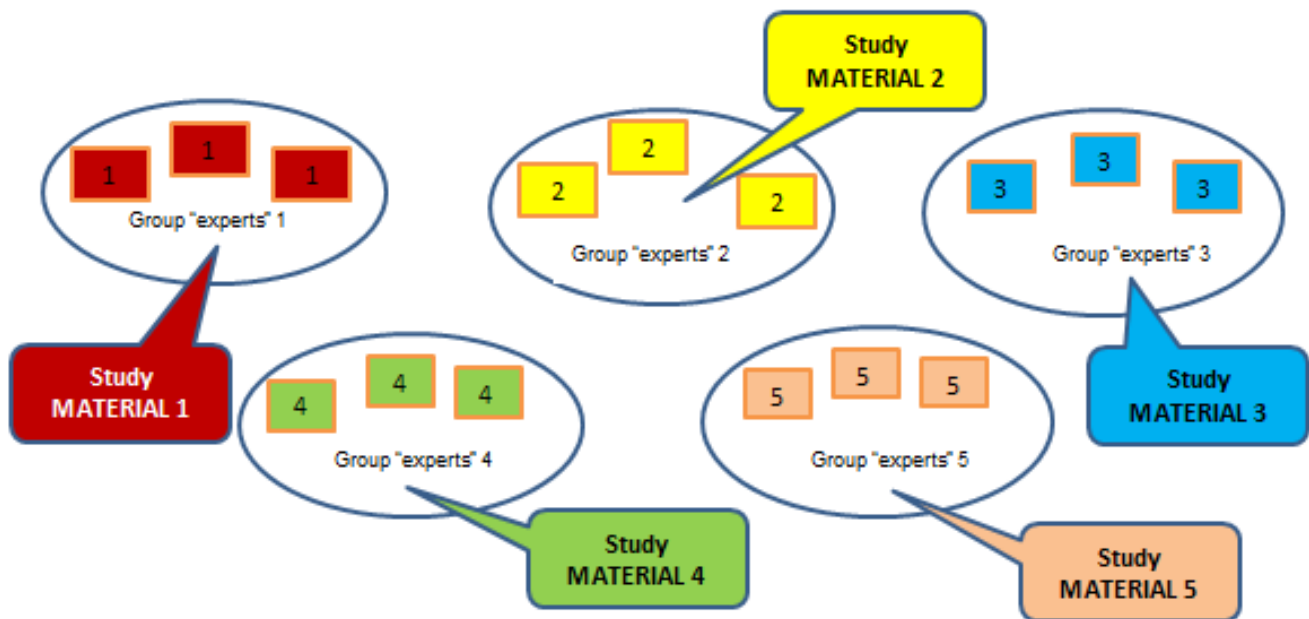 Study
MATERIAL 2
1
1
1
Group "experts" 1
2
2
2
Group "experts" 2
3
3
3
Group "experts" 3
Study
MATERIAL 1
4
4
4
Group "experts" 4
5
5
5
Group "experts" 5
Study
MATERIAL 3
Study
MATERIAL 4
Study
MATERIAL 5